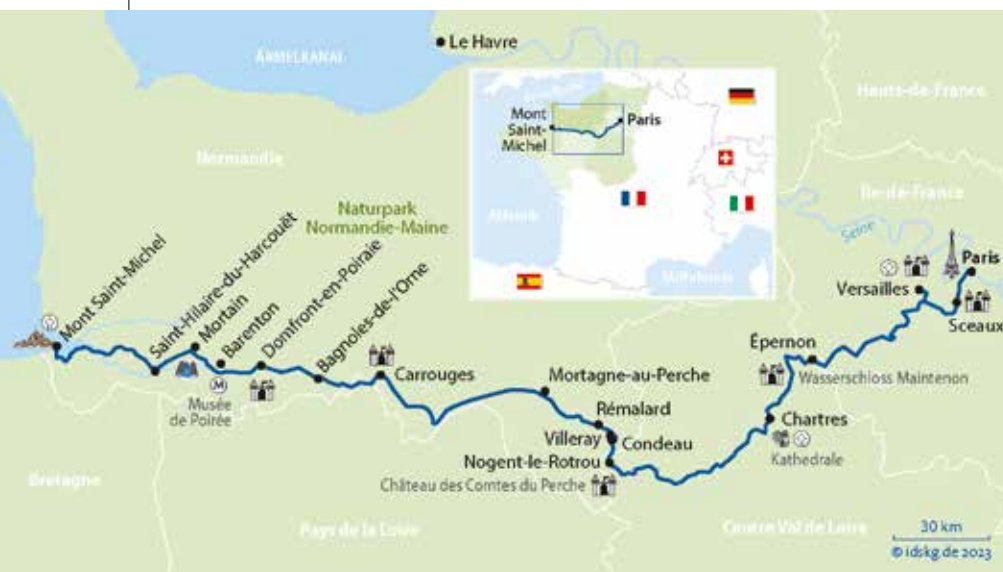 ÄRMELKANAL
Le Havre
Hauts-de-France
Normandie
Mont
Saint-
Michel
Paris
Atlantik
Mittelmeer
Île-de-France
Seine
Naturpark
Normandie-Maine
Mont Saint-Michel
Saint-Hilaire-du-Harcouët
Mortain
Barenton
Domfront-en-Poiraie
Bagnoles-de-l'Orne
Carrouges
M
Musée
de Poirée
Mortagne-au-Perche
Rémalard
Villeray
Condeau
Nogent-le-Rotrou
Château des Comtes du Perche
Paris
Versailles
Sceaux
Épernon
Wasserschloss Maintenon
Chartres
Kathedrale
Bretagne
Pays de la Loire
Centre Val de Loire
30 km
© idskg.de 2023